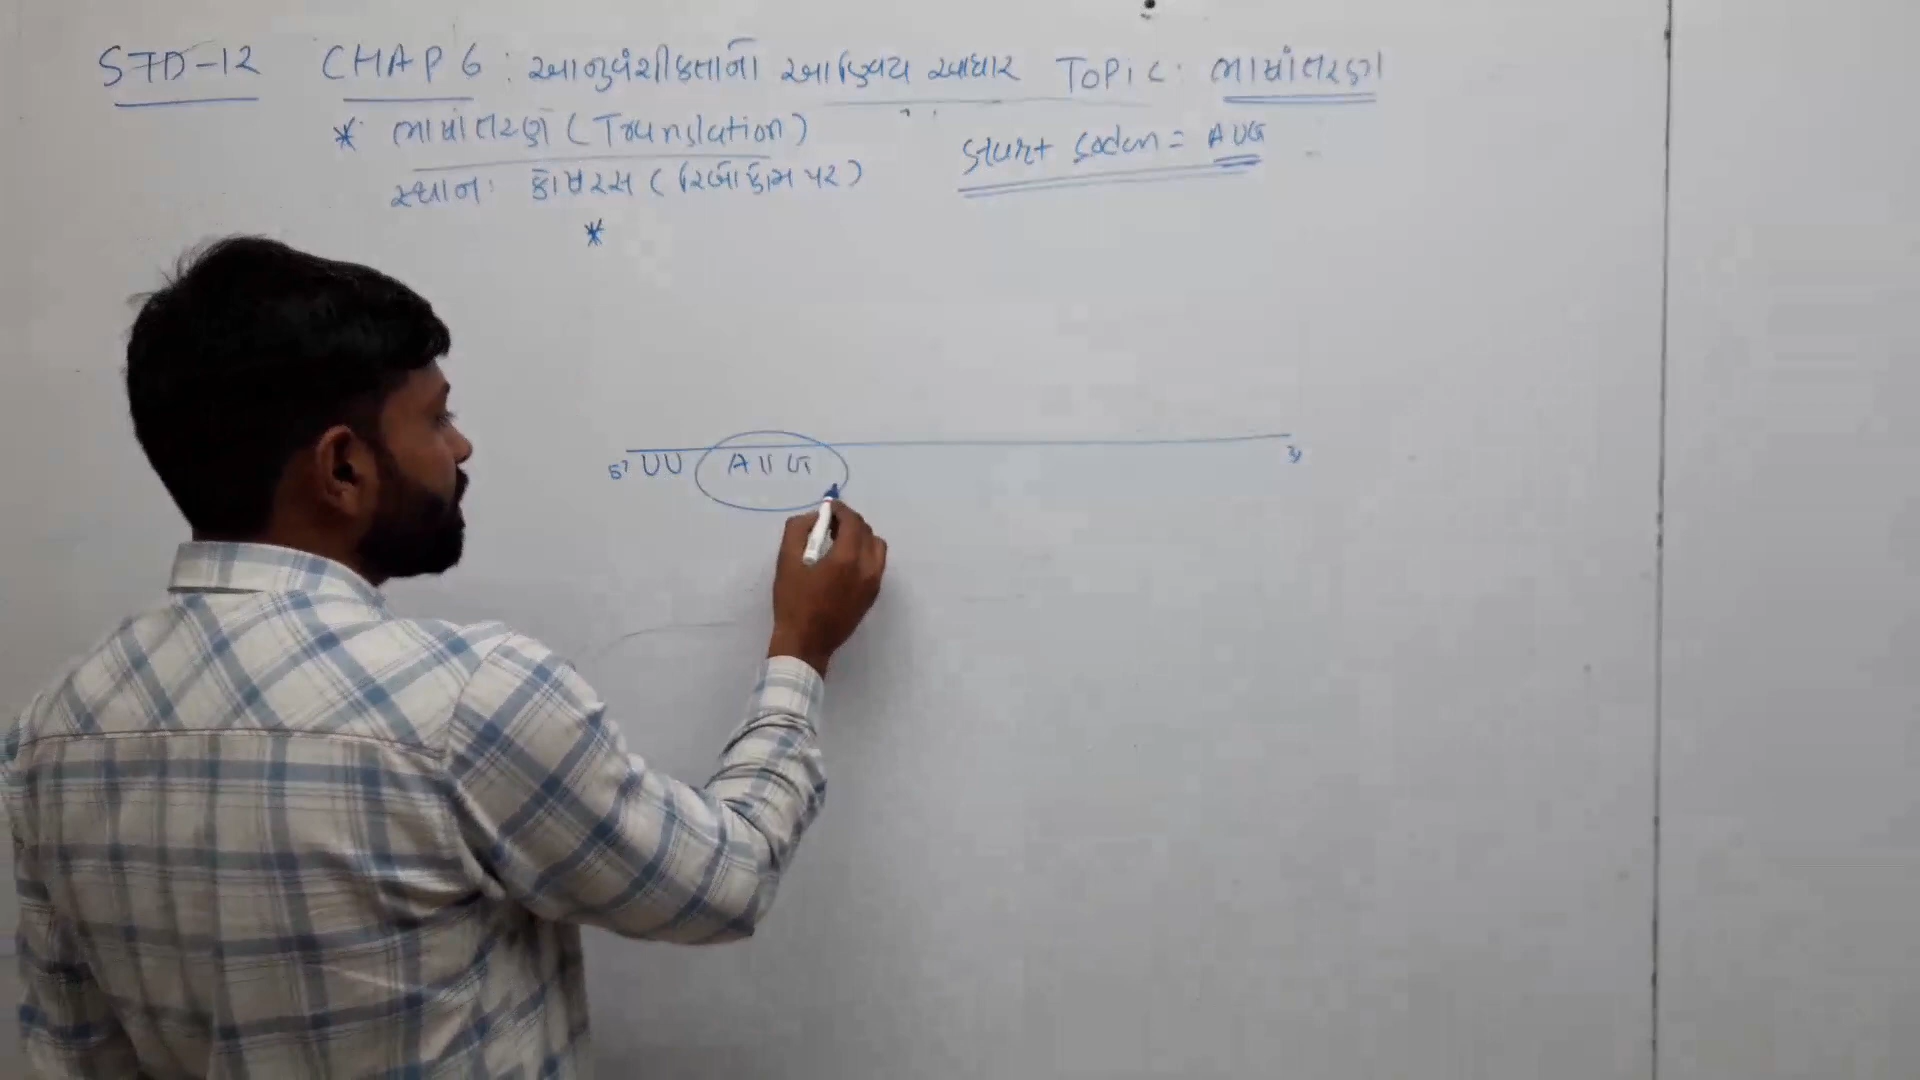 STD-12 CHAP 6 : આનુવંશીકતાનો આણ્વિય આધાર TOPIC: ભાષાંતરણ
* ભાષાંતરણ (Translation)
Start codon = AUG
સ્થાન: કોષરસ (રિબોઝોમ પર)
*
5' UU AUG 3'